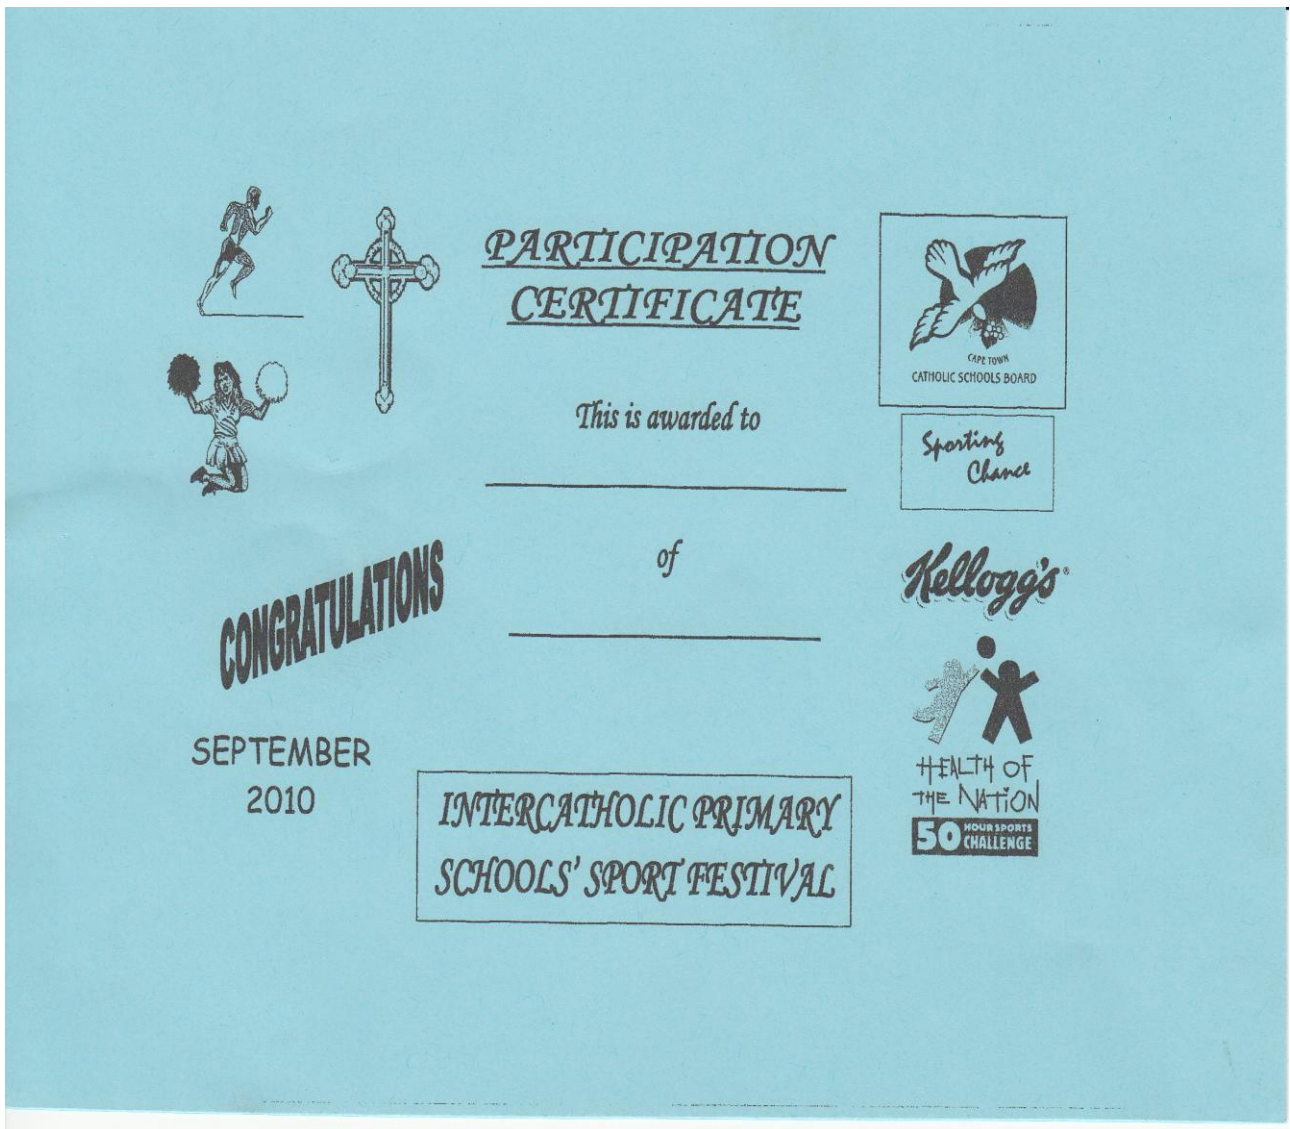 PARTICIPATION
CERTIFICATE
This is awarded to
of
CONGRATULATIONS
SEPTEMBER
2010
INTERCATHOLIC PRIMARY
SCHOOLS' SPORT FESTIVAL
CAPE TOWN
CATHOLIC SCHOOLS BOARD
Sporting
Chance
Kellogg's®
HEALTH OF
THE NATION
50 HOUR SPORTS
CHALLENGE